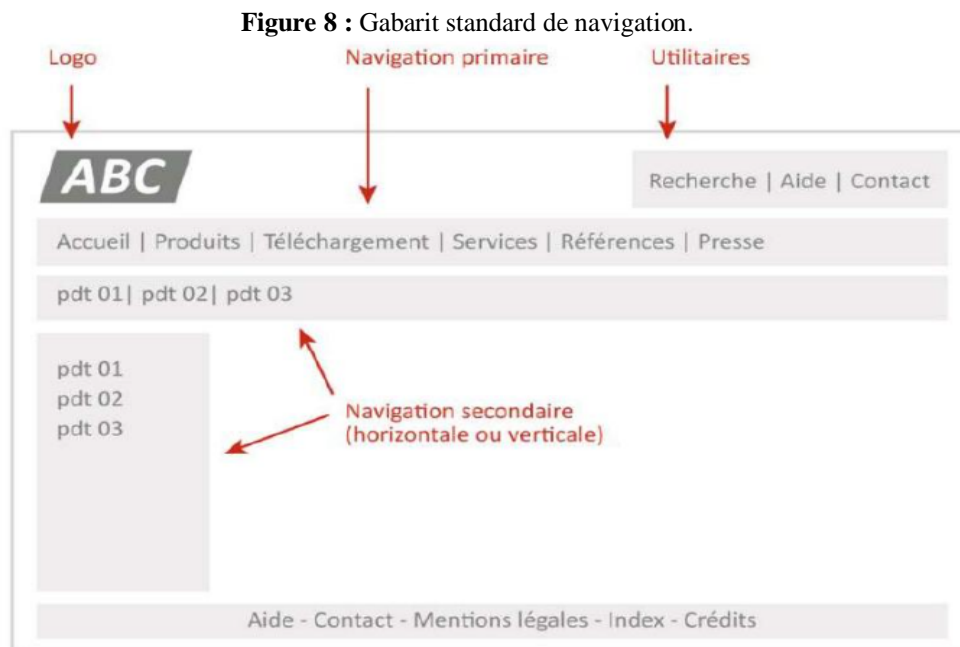 Figure 8 : Gabarit standard de navigation.
Logo
Navigation primaire
Utilitaires
ABC
Recherche | Aide | Contact
Accueil | Produits | Téléchargement | Services | Références | Presse
pdt 01| pdt 02| pdt 03
pdt 01
pdt 02
pdt 03
Navigation secondaire
(horizontale ou verticale)
Aide - Contact - Mentions légales - Index - Crédits